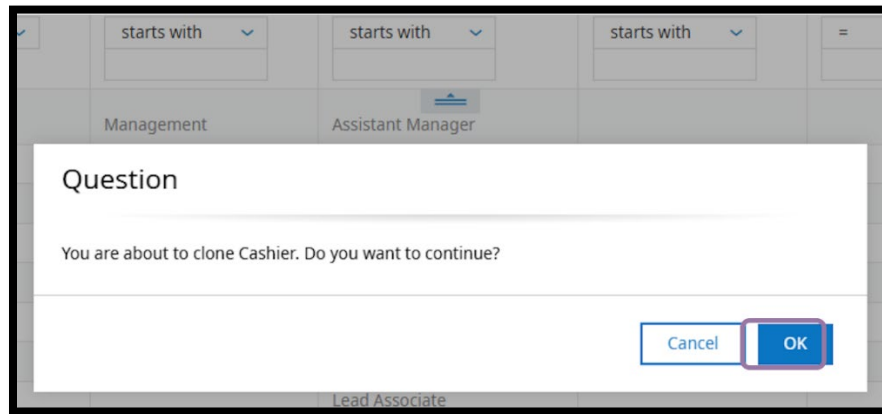 starts with
starts with
starts with
=
Management
Assistant Manager
Question
You are about to clone Cashier. Do you want to continue?
Cancel
OK
Lead Associate